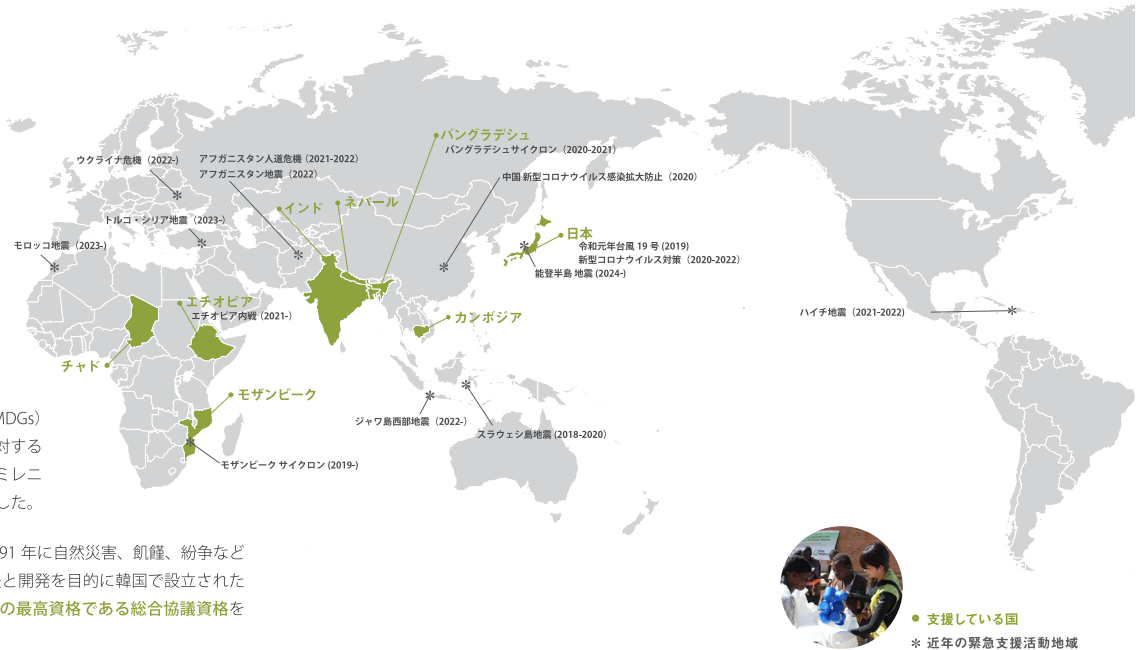 バングラデシュ
バングラデシュサイクロン（2020-2021）
ウクライナ危機（2022-)
アフガニスタン人道危機（2021-2022）
アフガニスタン地震（2022）
中国 新型コロナウイルス感染拡大防止（2020）
インド
ネパール
トルコ・シリア地震（2023-）
モロッコ地震（2023-)
日本
令和元年台風 19 号 (2019)
新型コロナウイルス対策（2020-2022）
能登半島 地震 (2024-)
エチオピア
エチオピア内戦（2021-）
カンボジア
ハイチ地震（2021-2022）
チャド
モザンビーク
ジャワ島西部地震（2022-）
スラウェシ島地震 (2018-2020）
モザンビーク サイクロン (2019-)
MDGs）
対する
ミレニ
した。
91 年に自然災害、飢饉、紛争など
と開発を目的に韓国で設立された
の最高資格である総合協議資格を
支援している国
近年の緊急支援活動地域